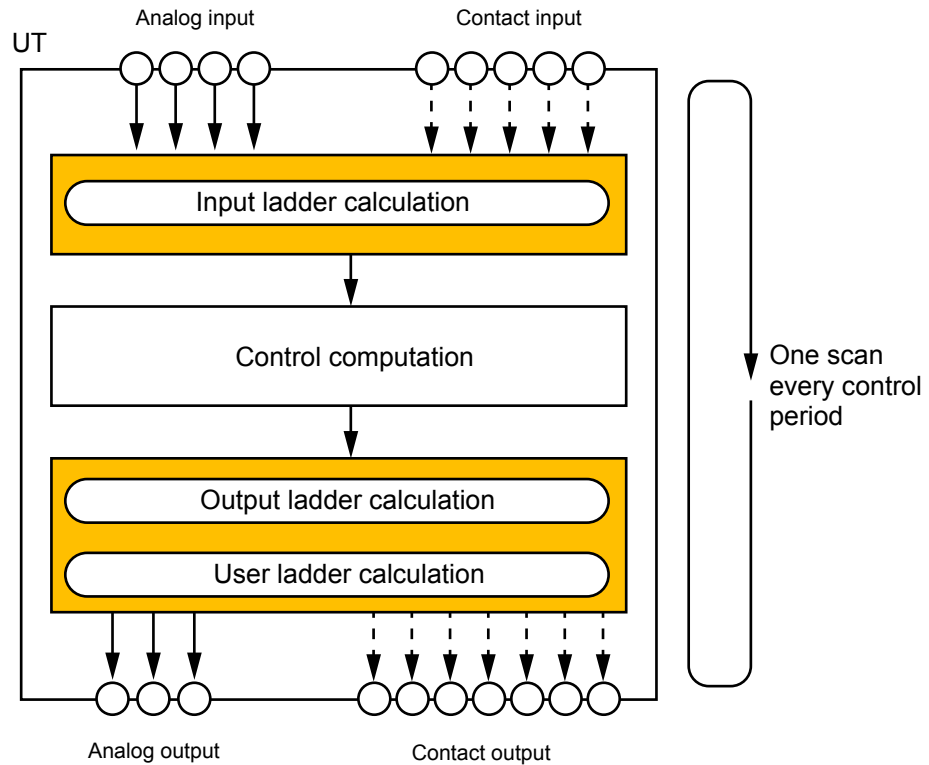 Analog input
Contact input
UT
Input ladder calculation
Control computation
One scan
every control
period
Output ladder calculation
User ladder calculation
Analog output
Contact output